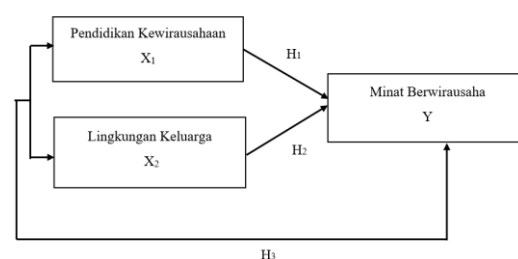 Pendidikan Kewirausahaan
X₁
H₁
Minat Berwirausaha
Y
Lingkungan Keluarga
X₂
H₂
H₃